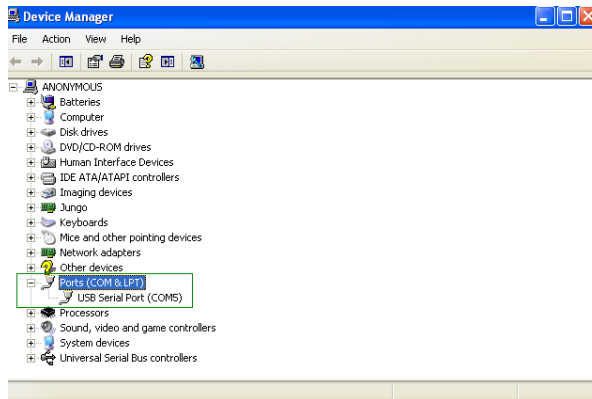 Device Manager
File Action View Help
ANONYMOUS
Batteries
Computer
Disk drives
DVD/CD-ROM drives
Human Interface Devices
IDE ATA/ATAPI controllers
Imaging devices
Jungo
Keyboards
Mice and other pointing devices
Network adapters
Other devices
Ports (COM & LPT)
USB Serial Port (COM5)
Processors
Sound, video and game controllers
System devices
Universal Serial Bus controllers